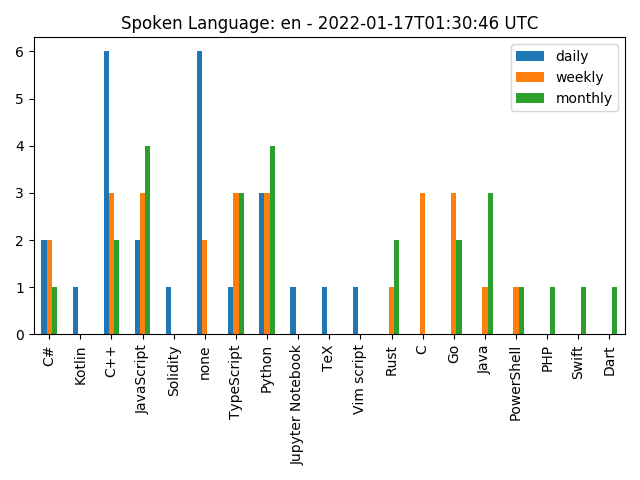 Spoken Language: en - 2022-01-17T01:30:46 UTC
daily
weekly
monthly
6
5
4
3
2
1
0
C#
Kotlin
C++
JavaScript
Solidity
none
TypeScript
Python
Jupyter Notebook
TeX
Vim script
Rust
C
Go
Java
PowerShell
PHP
Swift
Dart